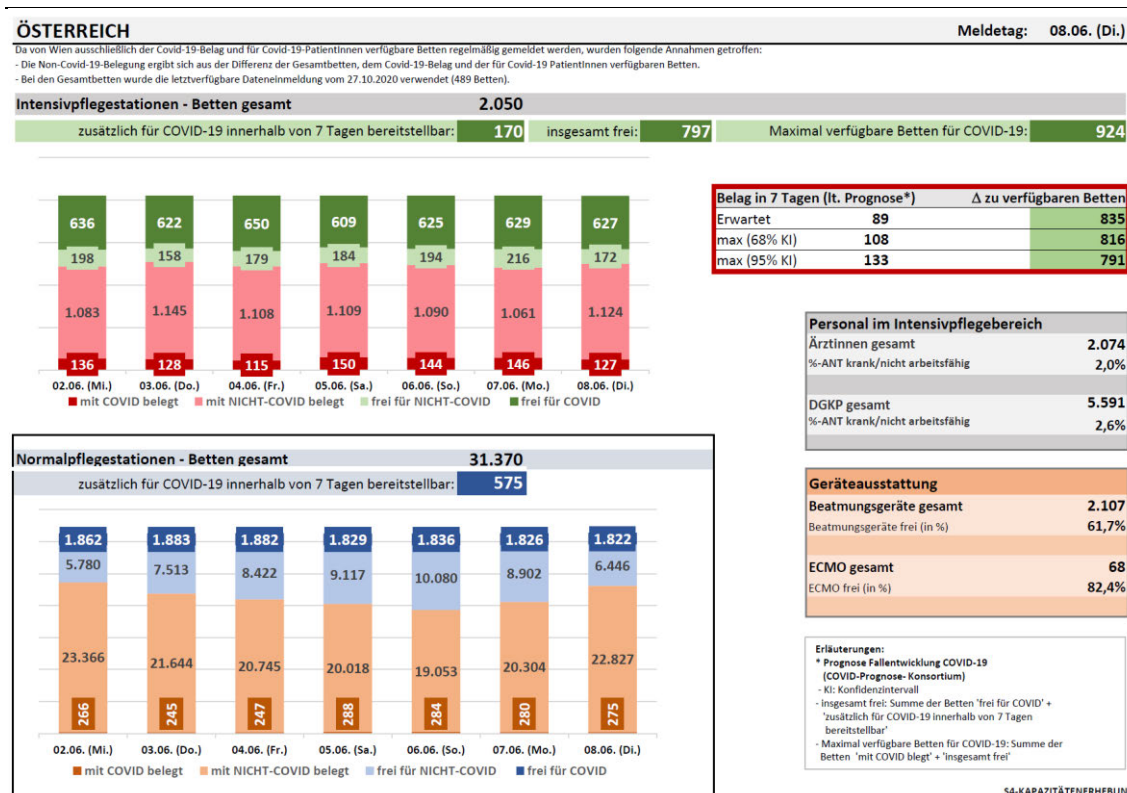 ÖSTERREICH Meldetag: 08.06. (Di.)
Da von Wien ausschließlich der Covid-19-Belag und für Covid-19-PatientInnen verfügbare Betten regelmäßig gemeldet werden, wurden folgende Annahmen getroffen:
- Die Non-Covid-19-Belegung ergibt sich aus der Differenz der Gesamtbetten, dem Covid-19-Belag und der für Covid-19 PatientInnen verfügbaren Betten.
- Bei den Gesamtbetten wurde die letztverfügbare Dateneinmeldung vom 27.10.2020 verwendet (489 Betten).
Intensivpflegestationen - Betten gesamt 2.050
zusätzlich für COVID-19 innerhalb von 7 Tagen bereitstellbar: 170 insgesamt frei: 797 Maximal verfügbare Betten für COVID-19: 924
636 622 650 609 625 629 627
198 158 179 184 194 216 172
1.083 1.145 1.108 1.109 1.090 1.061 1.124
136 128 115 150 144 146 127
02.06. (Mi.) 03.06. (Do.) 04.06. (Fr.) 05.06. (Sa.) 06.06. (So.) 07.06. (Mo.) 08.06. (Di.)
mit COVID belegt mit NICHT-COVID belegt frei für NICHT-COVID frei für COVID
Belag in 7 Tagen (lt. Prognose*) Δ zu verfügbaren Betten
Erwartet 89 835
max (68% KI) 108 816
max (95% KI) 133 791
Personal im Intensivpflegebereich
Ärztinnen gesamt 2.074
%-ANT krank/nicht arbeitsfähig 2,0%
DGKP gesamt 5.591
%-ANT krank/nicht arbeitsfähig 2,6%
Normalpflegestationen - Betten gesamt 31.370
zusätzlich für COVID-19 innerhalb von 7 Tagen bereitstellbar: 575
1.862 1.883 1.882 1.829 1.836 1.826 1.822
5.780 7.513 8.422 9.117 10.080 8.902 6.446
23.366 21.644 20.745 20.018 19.053 20.304 22.827
266 245 247 288 284 280 275
02.06. (Mi.) 03.06. (Do.) 04.06. (Fr.) 05.06. (Sa.) 06.06. (So.) 07.06. (Mo.) 08.06. (Di.)
mit COVID belegt mit NICHT-COVID belegt frei für NICHT-COVID frei für COVID
Geräteausstattung
Beatmungsgeräte gesamt 2.107
Beatmungsgeräte frei (in %) 61,7%
ECMO gesamt 68
ECMO frei (in %) 82,4%
Erläuterungen:
* Prognose Fallentwicklung COVID-19
(COVID-Prognose- Konsortium)
- KI: Konfidenzintervall
- insgesamt frei: Summe der Betten 'frei für COVID' +
'zusätzlich für COVID-19 innerhalb von 7 Tagen
bereitstellbar'
- Maximal verfügbare Betten für COVID-19: Summe der
Betten 'mit COVID blegt' + 'insgesamt frei'
S4-KAPAZITÄTENERHEBUN